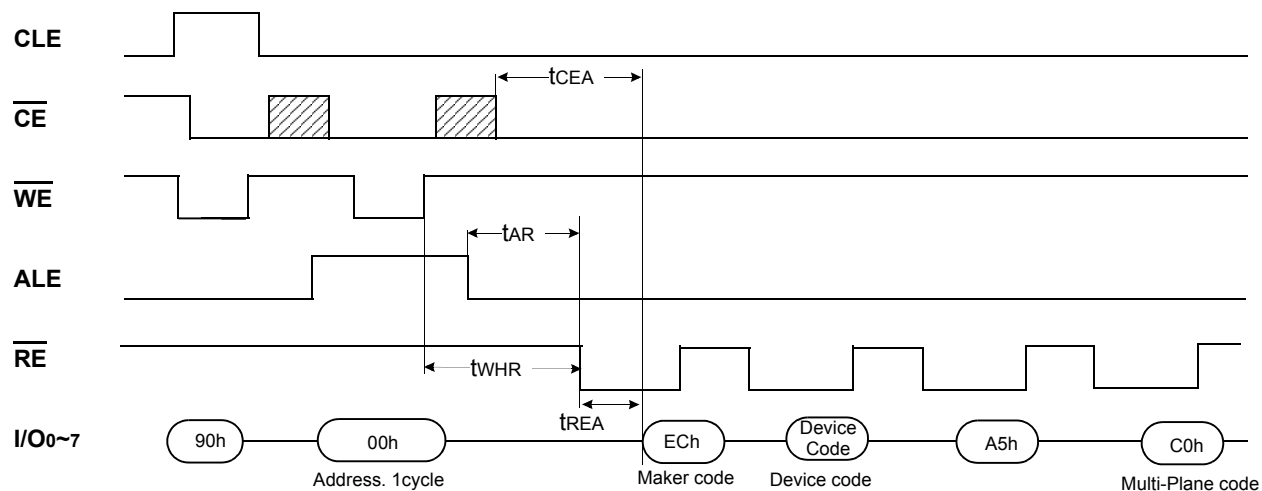 CLE
tCEA
CE
WE
tAR
ALE
RE
tWHR
tREA
I/O0~7
90h
00h
ECh
Device
Code
A5h
C0h
Address. 1cycle
Maker code
Device code
Multi-Plane code